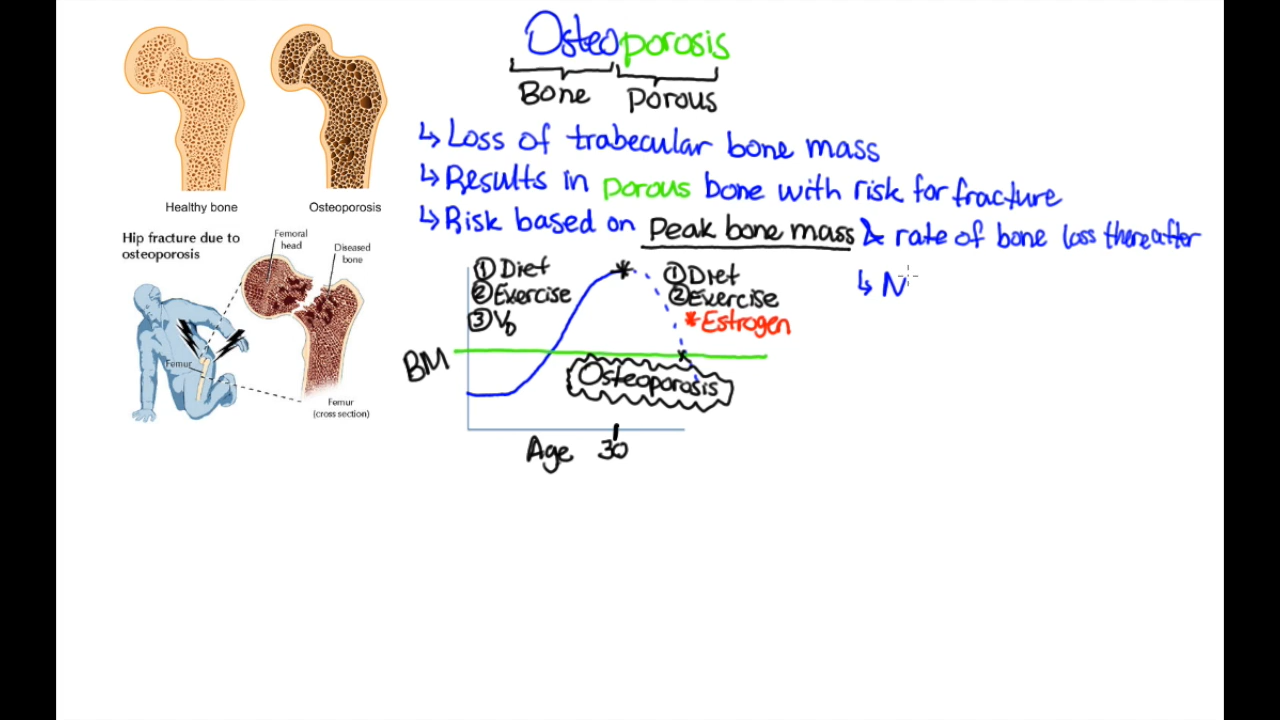 Osteoporosis
Bone Porous
↳ Loss of trabecular bone mass
↳ Results in porous bone with risk for fracture
↳ Risk based on Peak bone mass & rate of bone loss thereafter
↳ N
Healthy bone
Osteoporosis
Hip fracture due to
osteoporosis
Femoral
head
Diseased
bone
Femur
Femur
(cross section)
① Diet
② Exercise
③ VD
① Diet
② Exercise
*Estrogen
BM
Osteoporosis
Age 30